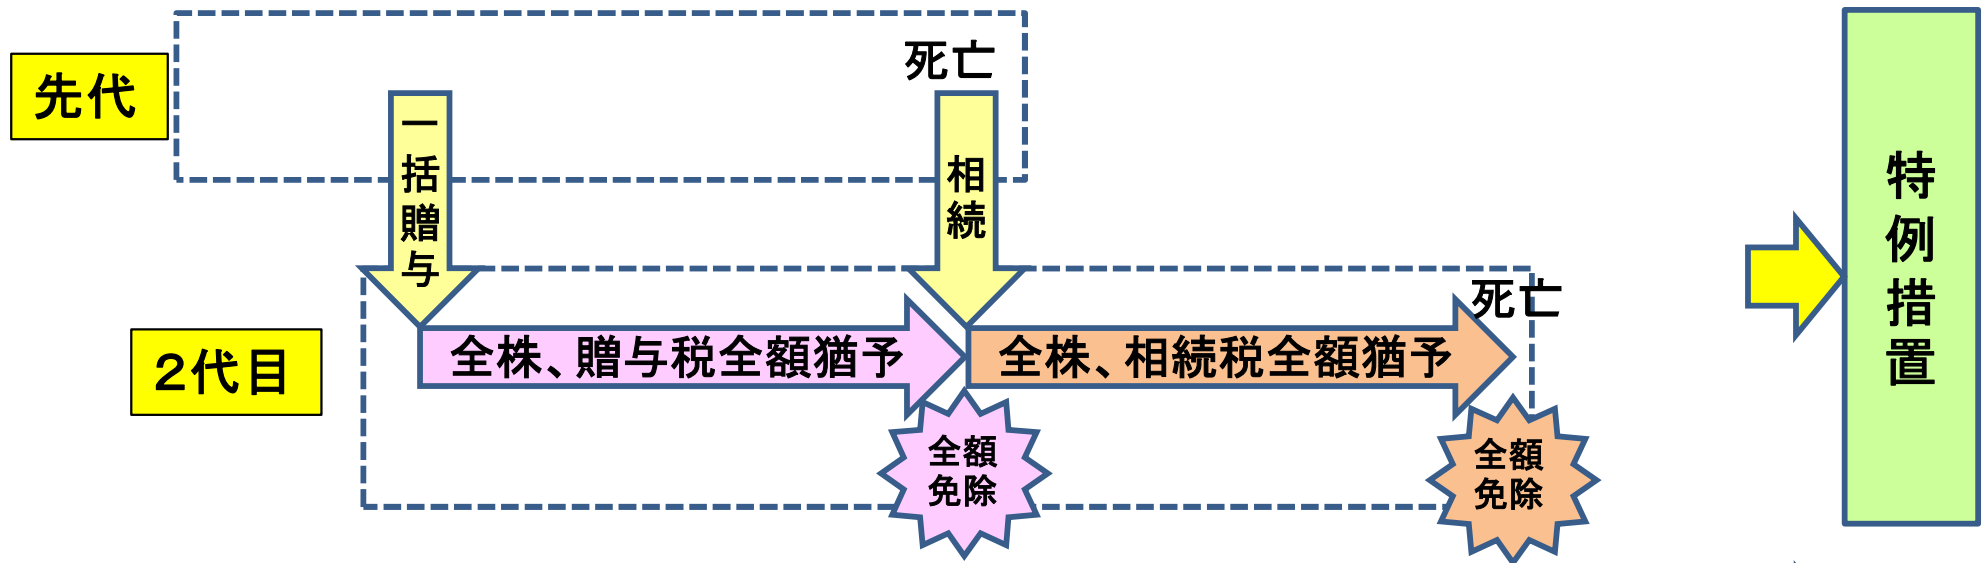 先代
死亡
一括贈与
相続
特例措置
2代目
死亡
全株、贈与税全額猶予
全株、相続税全額猶予
全額
免除
全額
免除